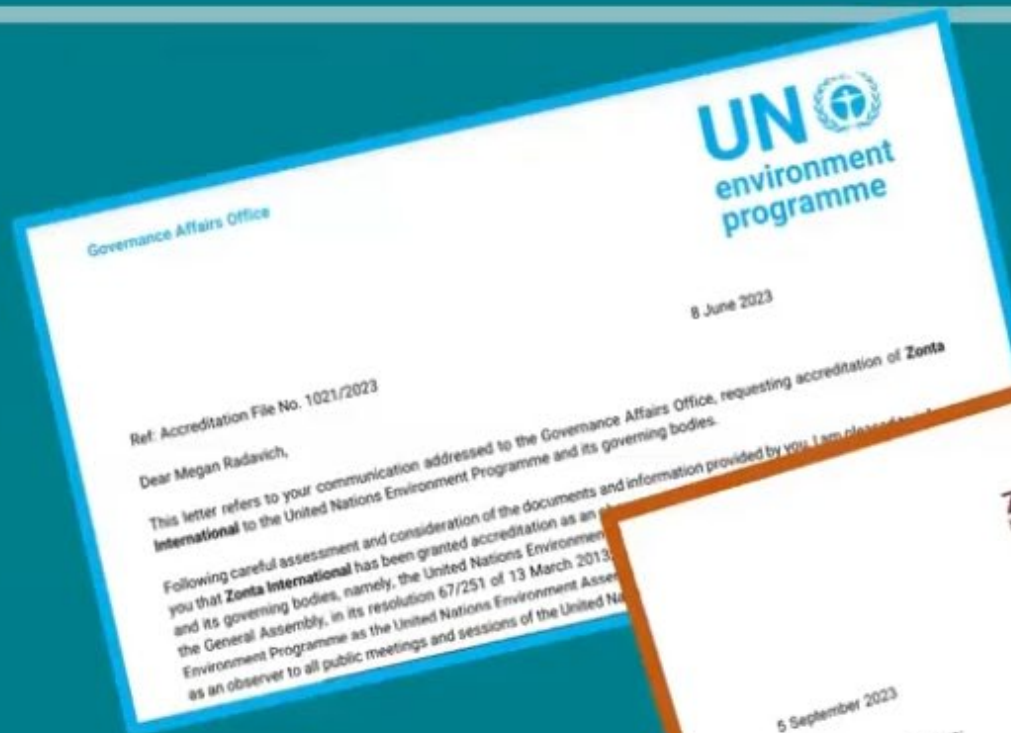 UN
environment
programme
Governance Affairs Office
8 June 2023
Ref: Accreditation File No. 1021/2023
Dear Megan Radavich,
This letter refers to your communication addressed to the Governance Affairs Office, requesting accreditation of Zonta
International to the United Nations Environment Programme and its governing bodies.
Following careful assessment and consideration of the documents and information provided by you, I am pleased to
you that Zonta International has been granted accreditation as an
and its governing bodies, namely, the United Nations
the General Assembly, in its resolution 67/251 of 13 March 2013,
Environment Programme as the United Nations Environment
as an observer to all public meetings and sessions of the United
5 September 2023